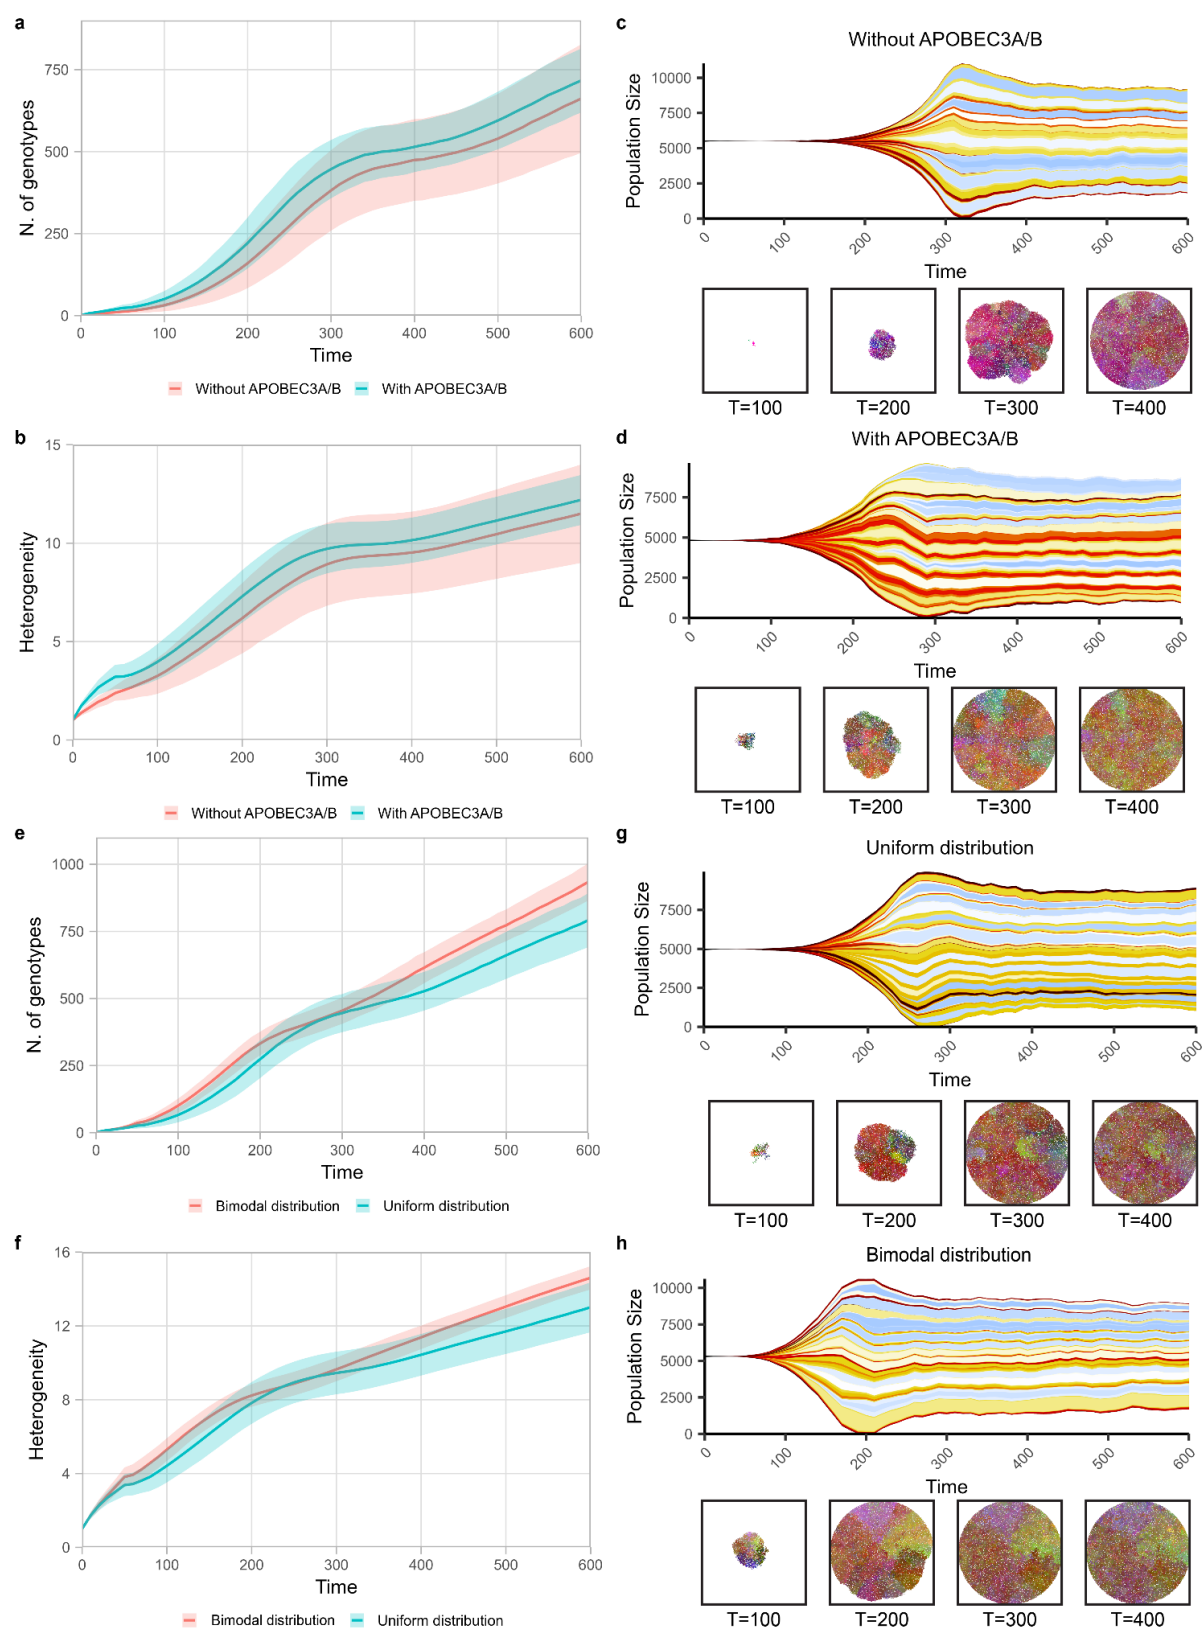 a
N. of genotypes
750
500
250
0
0 100 200 300 400 500 600
Time
Without APOBEC3A/B With APOBEC3A/B
b
Heterogeneity
15
10
5
0
0 100 200 300 400 500 600
Time
Without APOBEC3A/B With APOBEC3A/B
c
Without APOBEC3A/B
Population Size
10000
7500
5000
2500
0
0 100 200 300 400 500 600
Time
T=100 T=200 T=300 T=400
d
With APOBEC3A/B
Population Size
7500
5000
2500
0
0 100 200 300 400 500 600
Time
T=100 T=200 T=300 T=400
e
N. of genotypes
1000
750
500
250
0
0 100 200 300 400 500 600
Time
Bimodal distribution Uniform distribution
f
Heterogeneity
16
12
8
4
0
0 100 200 300 400 500 600
Time
Bimodal distribution Uniform distribution
g
Uniform distribution
Population Size
7500
5000
2500
0
0 100 200 300 400 500 600
Time
T=100 T=200 T=300 T=400
h
Bimodal distribution
Population Size
10000
7500
5000
2500
0
0 100 200 300 400 500 600
Time
T=100 T=200 T=300 T=400